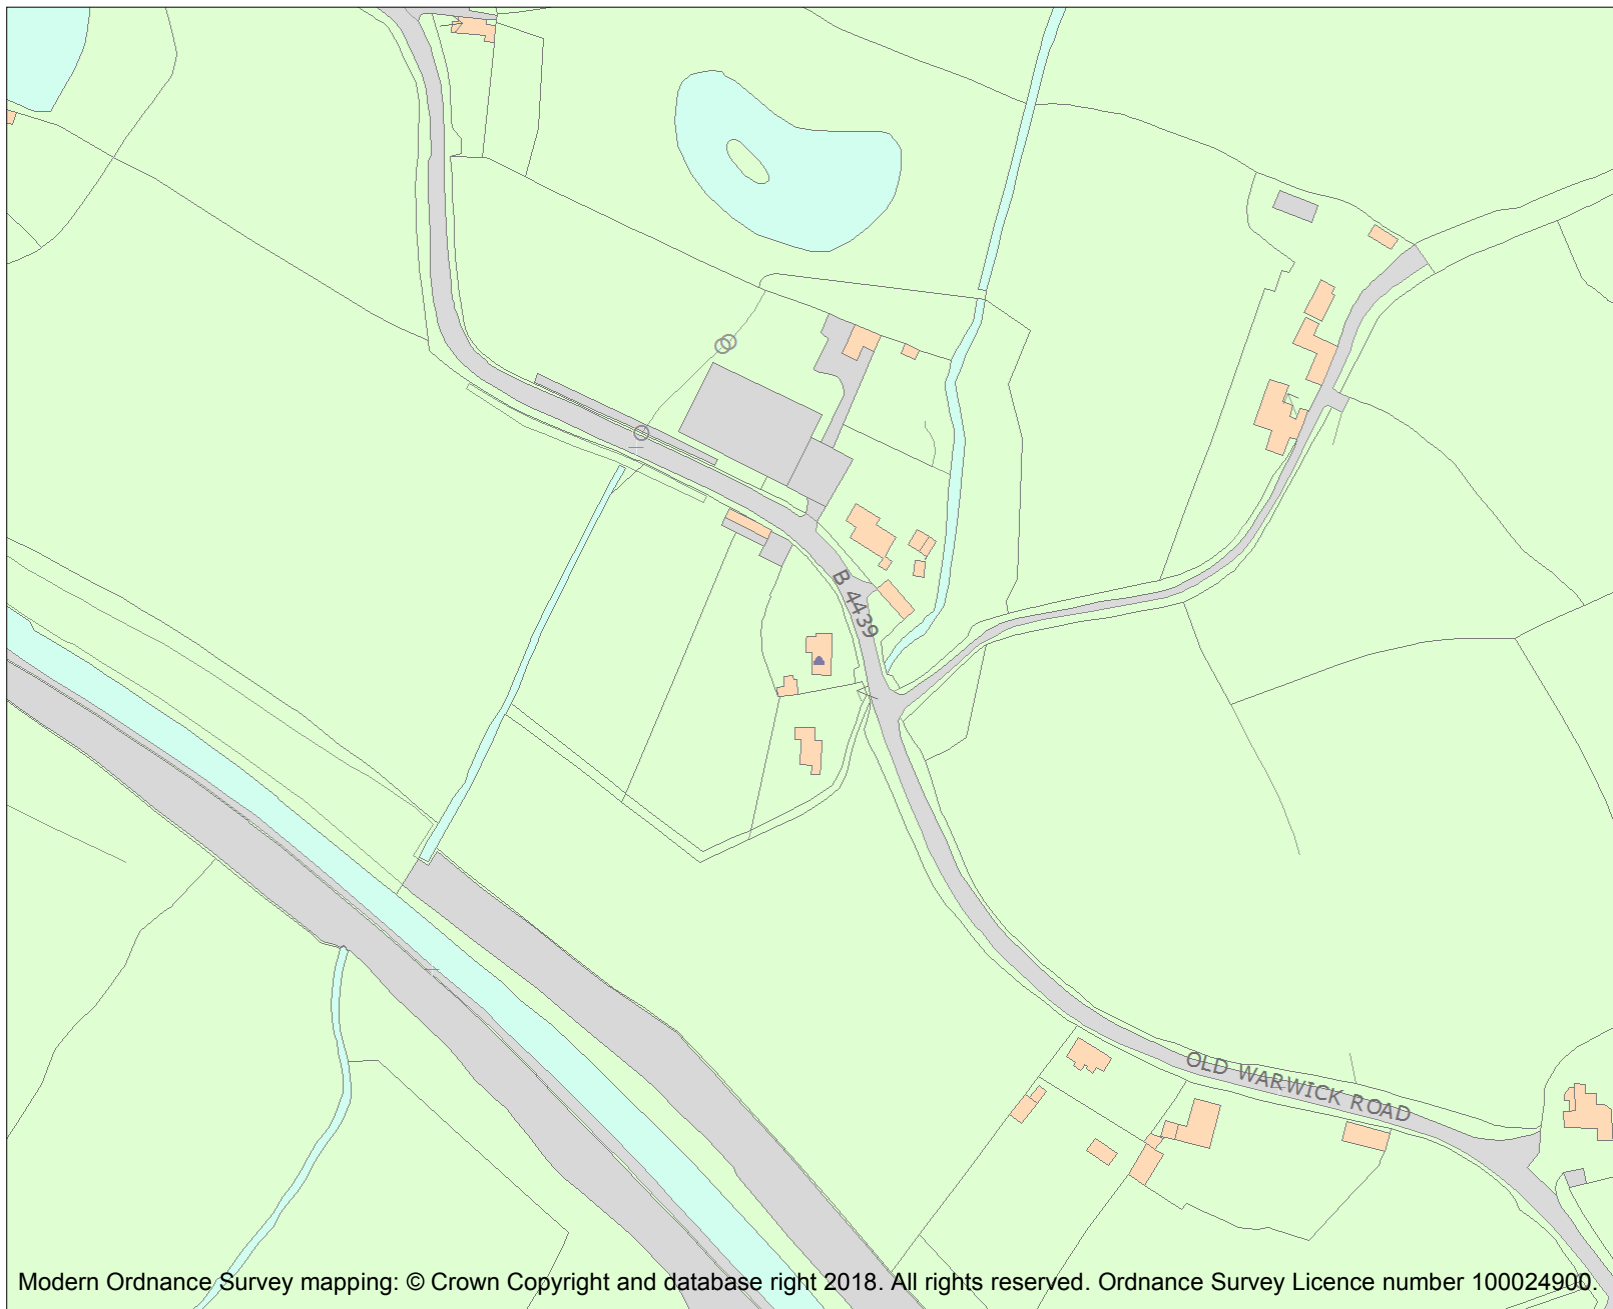 B 4439
OLD WARWICK ROAD
Modern Ordnance Survey mapping: © Crown Copyright and database right 2018. All rights reserved. Ordnance Survey Licence number 100024900.